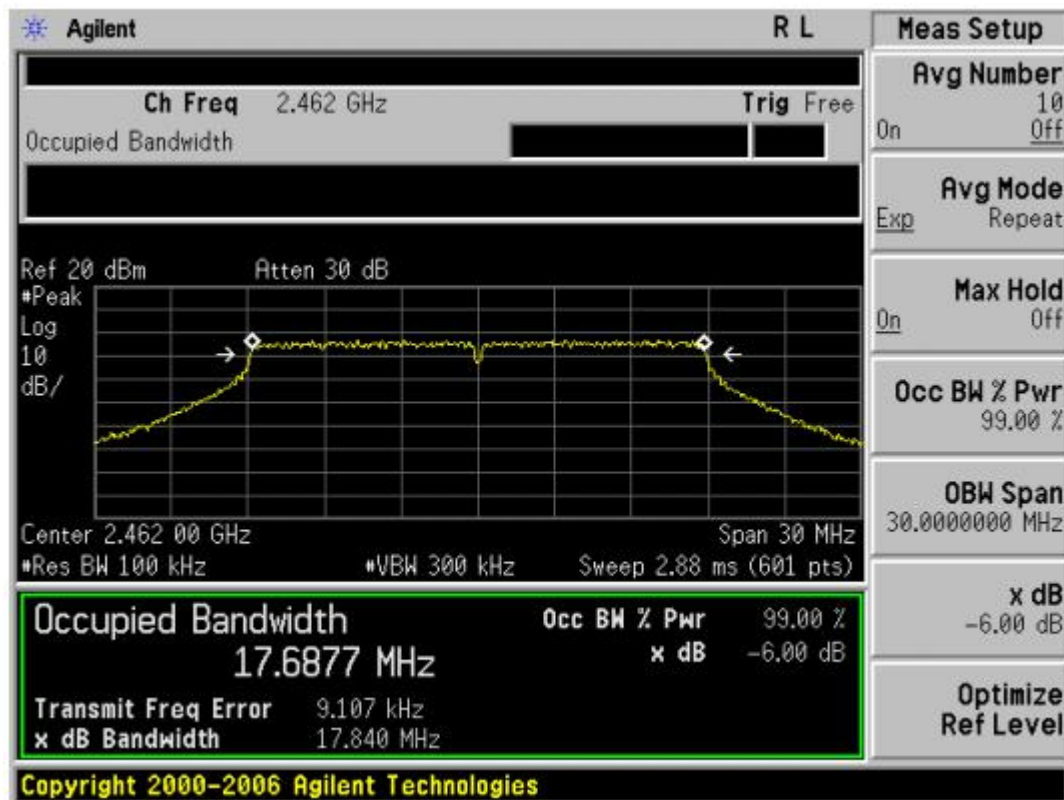 Agilent
R L
Meas Setup
Ch Freq 2.462 GHz
Trig Free
Occupied Bandwidth
Avg Number
10
On Off
Avg Mode
Exp Repeat
Max Hold
On Off
Occ BW % Pwr
99.00 %
OBW Span
30.0000000 MHz
x dB
-6.00 dB
Optimize
Ref Level
Ref 20 dBm Atten 30 dB
#Peak
Log
10
dB/
Center 2.462 00 GHz Span 30 MHz
#Res BW 100 kHz #VBW 300 kHz Sweep 2.88 ms (601 pts)
Occupied Bandwidth
17.6877 MHz
Occ BW % Pwr 99.00 %
x dB -6.00 dB
Transmit Freq Error 9.107 kHz
x dB Bandwidth 17.840 MHz
Copyright 2000-2006 Agilent Technologies